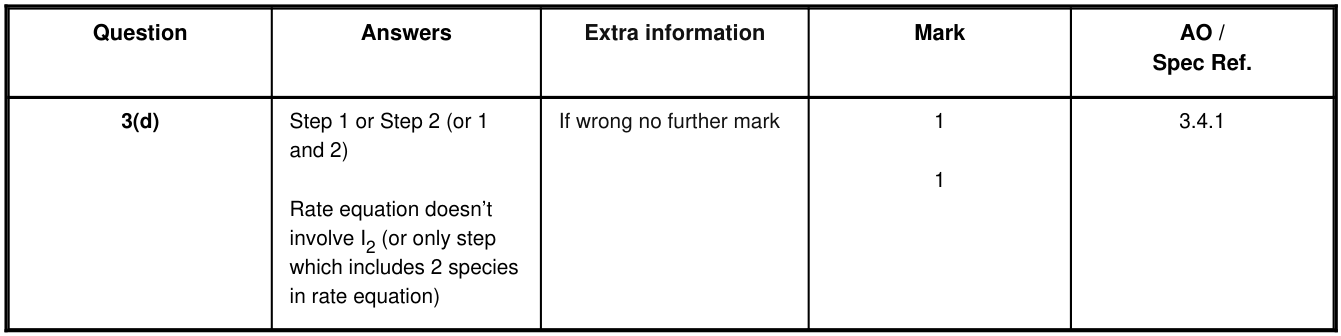 Question Answers Extra information Mark AO /
Spec Ref.
3(d) Step 1 or Step 2 (or 1 If wrong no further mark 1 3.4.1
and 2)
1
Rate equation doesn't
involve I₂ (or only step
which includes 2 species
in rate equation)